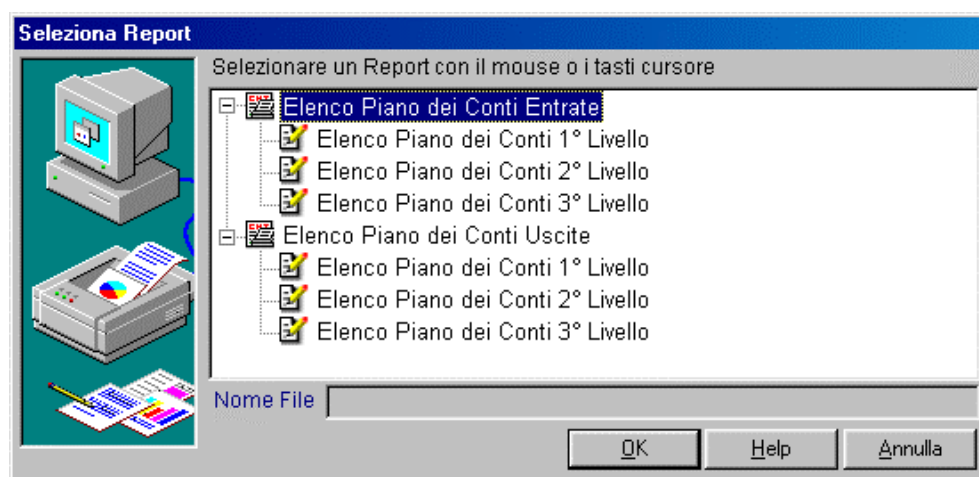 Seleziona Report
Selezionare un Report con il mouse o i tasti cursore
Elenco Piano dei Conti Entrate
Elenco Piano dei Conti 1° Livello
Elenco Piano dei Conti 2° Livello
Elenco Piano dei Conti 3° Livello
Elenco Piano dei Conti Uscite
Elenco Piano dei Conti 1° Livello
Elenco Piano dei Conti 2° Livello
Elenco Piano dei Conti 3° Livello
Nome File
OK Help Annulla